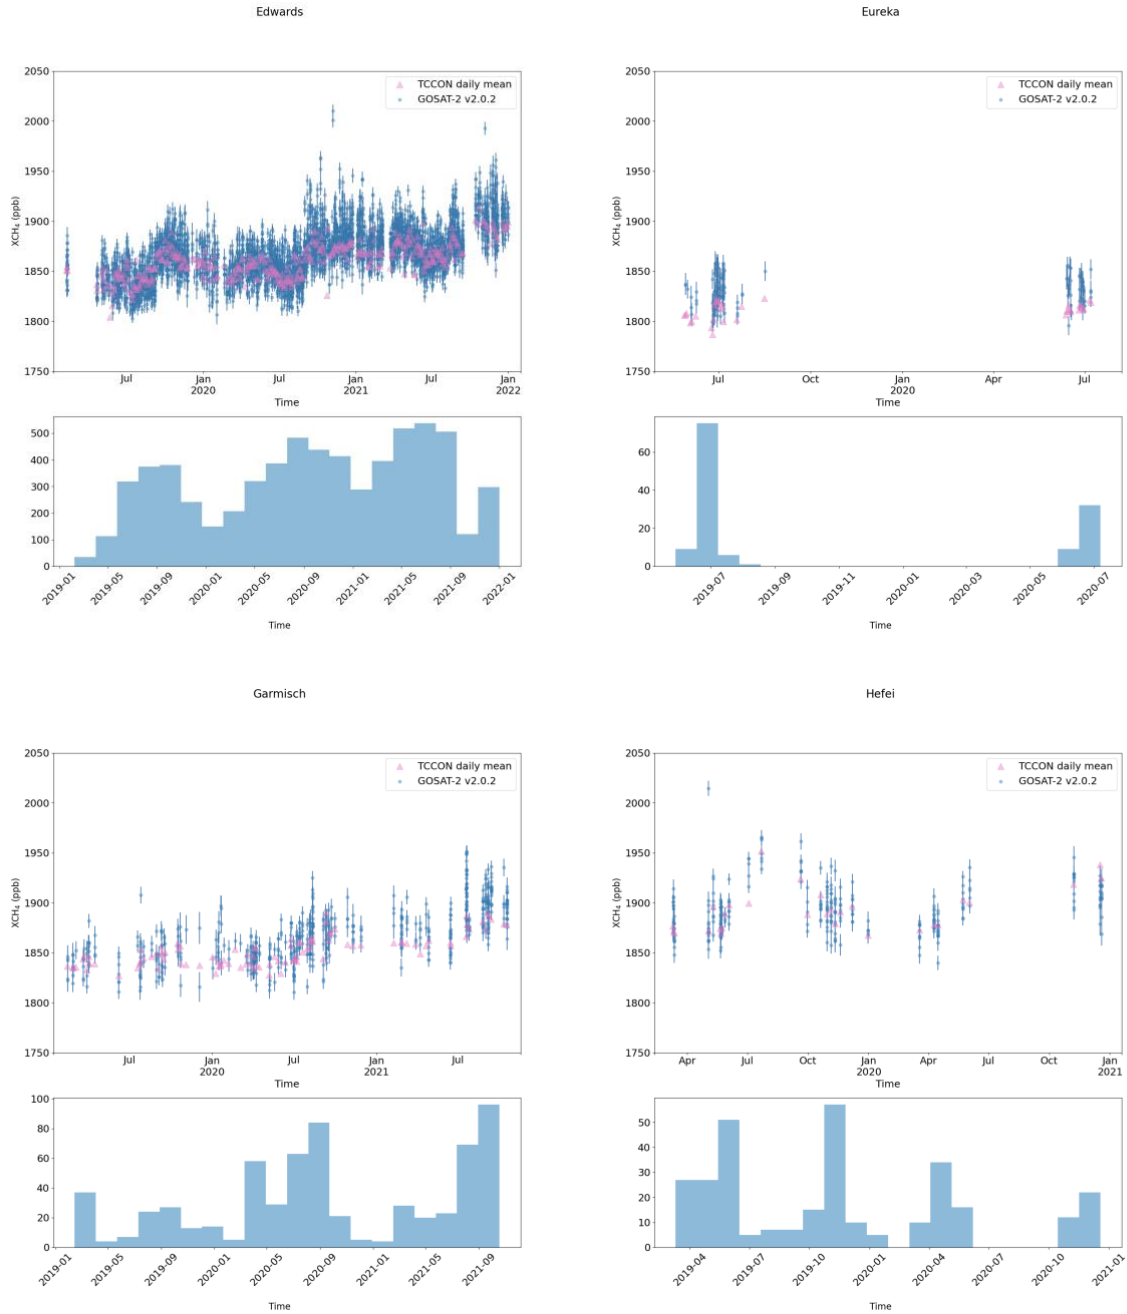 Edwards
2050
2000
1950
1900
1850
1800
1750
XCH₄ (ppb)
TCCON daily mean
GOSAT-2 v2.0.2
Jul
Jan
2020
Jul
Jan
2021
Jul
Jan
2022
Time
500
400
300
200
100
0
2019-01
2019-05
2019-09
2020-01
2020-05
2020-09
2021-01
2021-05
2021-09
2022-01
Time
Eureka
2050
2000
1950
1900
1850
1800
1750
XCH₄ (ppb)
TCCON daily mean
GOSAT-2 v2.0.2
Jul
Oct
Jan
2020
Apr
Jul
Time
60
40
20
0
2019-07
2019-09
2019-11
2020-01
2020-03
2020-05
2020-07
Time
Garmisch
2050
2000
1950
1900
1850
1800
1750
XCH₄ (ppb)
TCCON daily mean
GOSAT-2 v2.0.2
Jul
Jan
2020
Jul
Jan
2021
Jul
Time
100
80
60
40
20
0
2019-01
2019-05
2019-09
2020-01
2020-05
2020-09
2021-01
2021-05
2021-09
Time
Hefei
2050
2000
1950
1900
1850
1800
1750
XCH₄ (ppb)
TCCON daily mean
GOSAT-2 v2.0.2
Apr
Jul
Oct
Jan
2020
Apr
Jul
Oct
Jan
2021
Time
50
40
30
20
10
0
2019-04
2019-07
2019-10
2020-01
2020-04
2020-07
2020-10
2021-01
Time